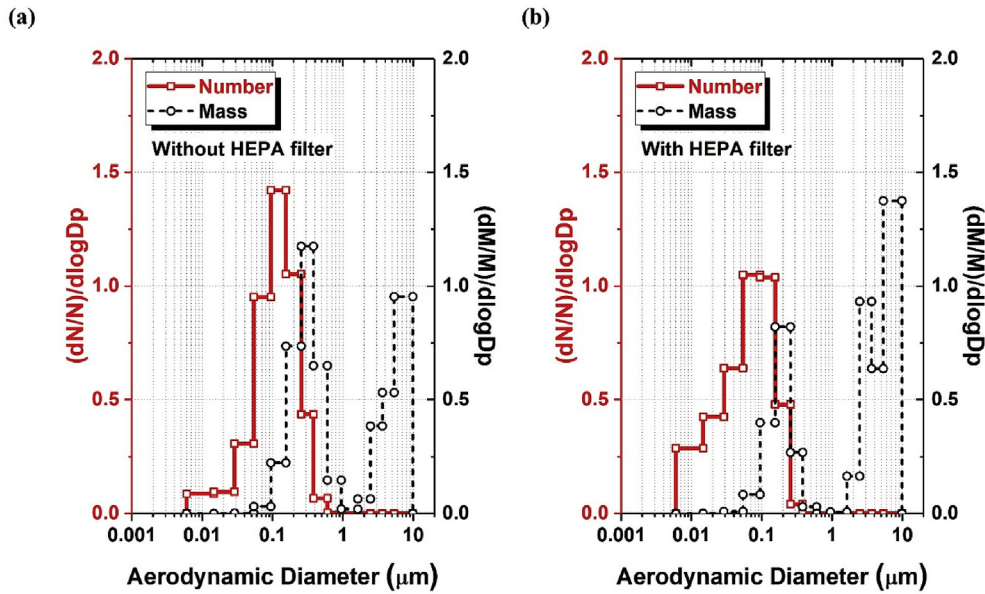 (a)
2.0
1.5
1.0
0.5
0.0
(dN/N)/dlogDp
Number
Mass
Without HEPA filter
2.0
1.5
1.0
0.5
0.0
(dM/M)/dlogDp
0.001 0.01 0.1 1 10
Aerodynamic Diameter (μm)
(b)
2.0
1.5
1.0
0.5
0.0
(dN/N)/dlogDp
Number
Mass
With HEPA filter
2.0
1.5
1.0
0.5
0.0
(dM/M)/dlogDp
0.001 0.01 0.1 1 10
Aerodynamic Diameter (μm)